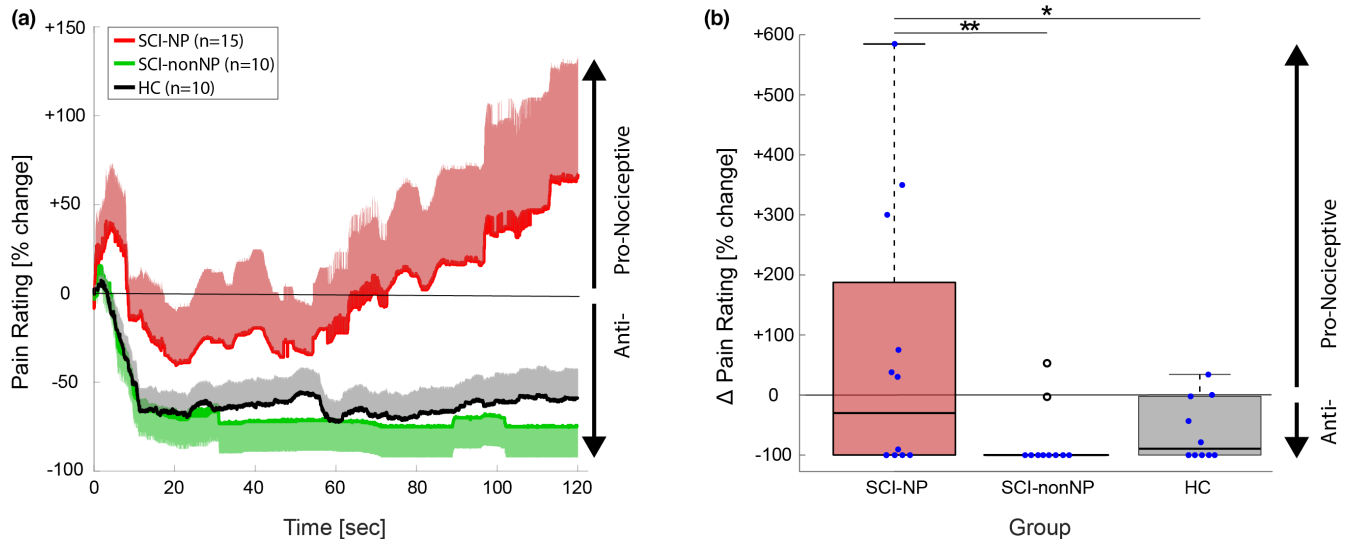 (a)
+150
+100
+50
0
-50
-100
Pain Rating [% change]
SCI-NP (n=15)
SCI-nonNP (n=10)
HC (n=10)
0
20
40
60
80
100
120
Time [sec]
Pro-Nociceptive
Anti-
(b)
+600
+500
+400
+300
+200
+100
0
-100
Δ Pain Rating [% change]
*
**
SCI-NP
SCI-nonNP
HC
Group
Pro-Nociceptive
Anti-